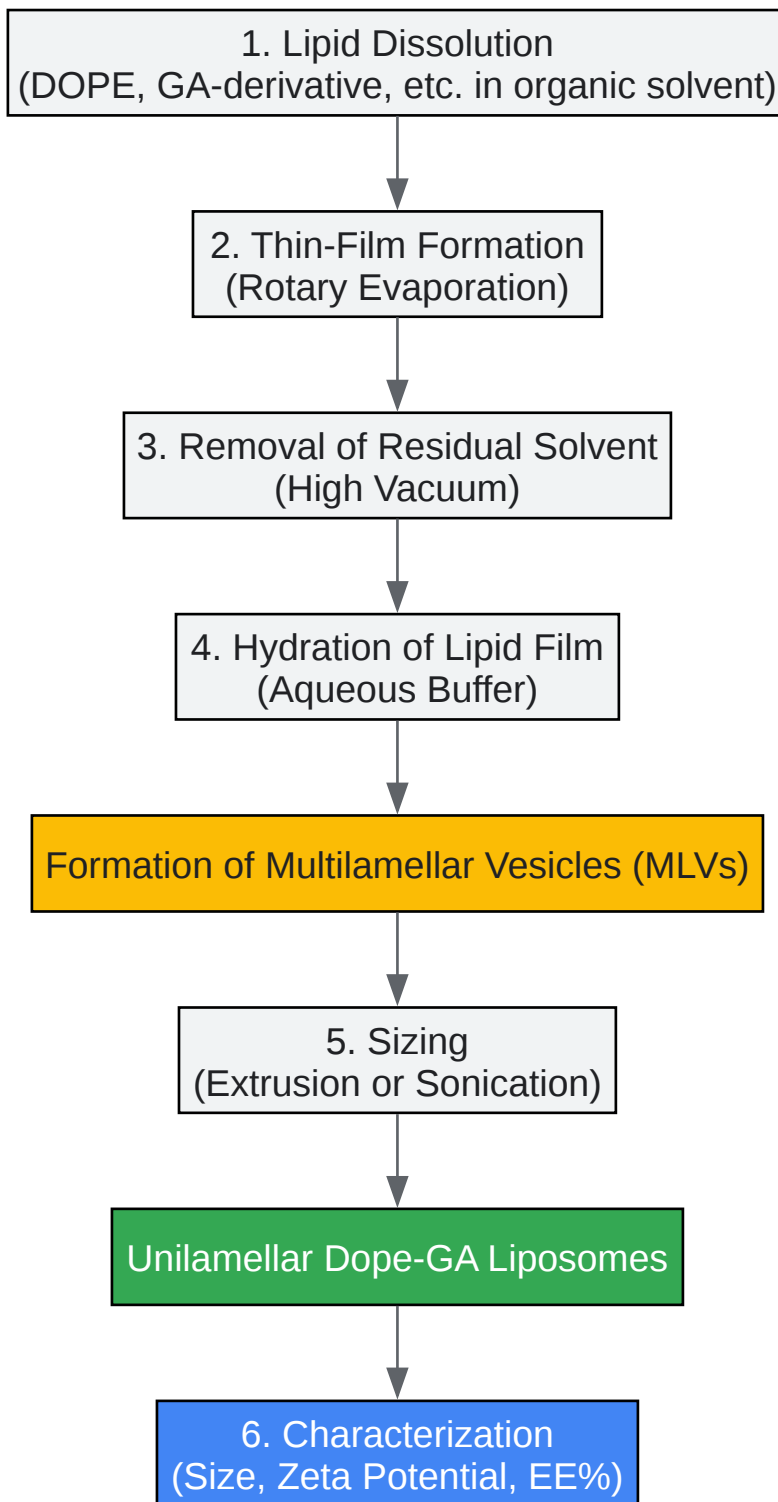 1. Lipid Dissolution
(DOPE, GA-derivative, etc. in organic solvent)
2. Thin-Film Formation
(Rotary Evaporation)
3. Removal of Residual Solvent
(High Vacuum)
4. Hydration of Lipid Film
(Aqueous Buffer)
Formation of Multilamellar Vesicles (MLVs)
5. Sizing
(Extrusion or Sonication)
Unilamellar Dope-GA Liposomes
6. Characterization
(Size, Zeta Potential, EE%)